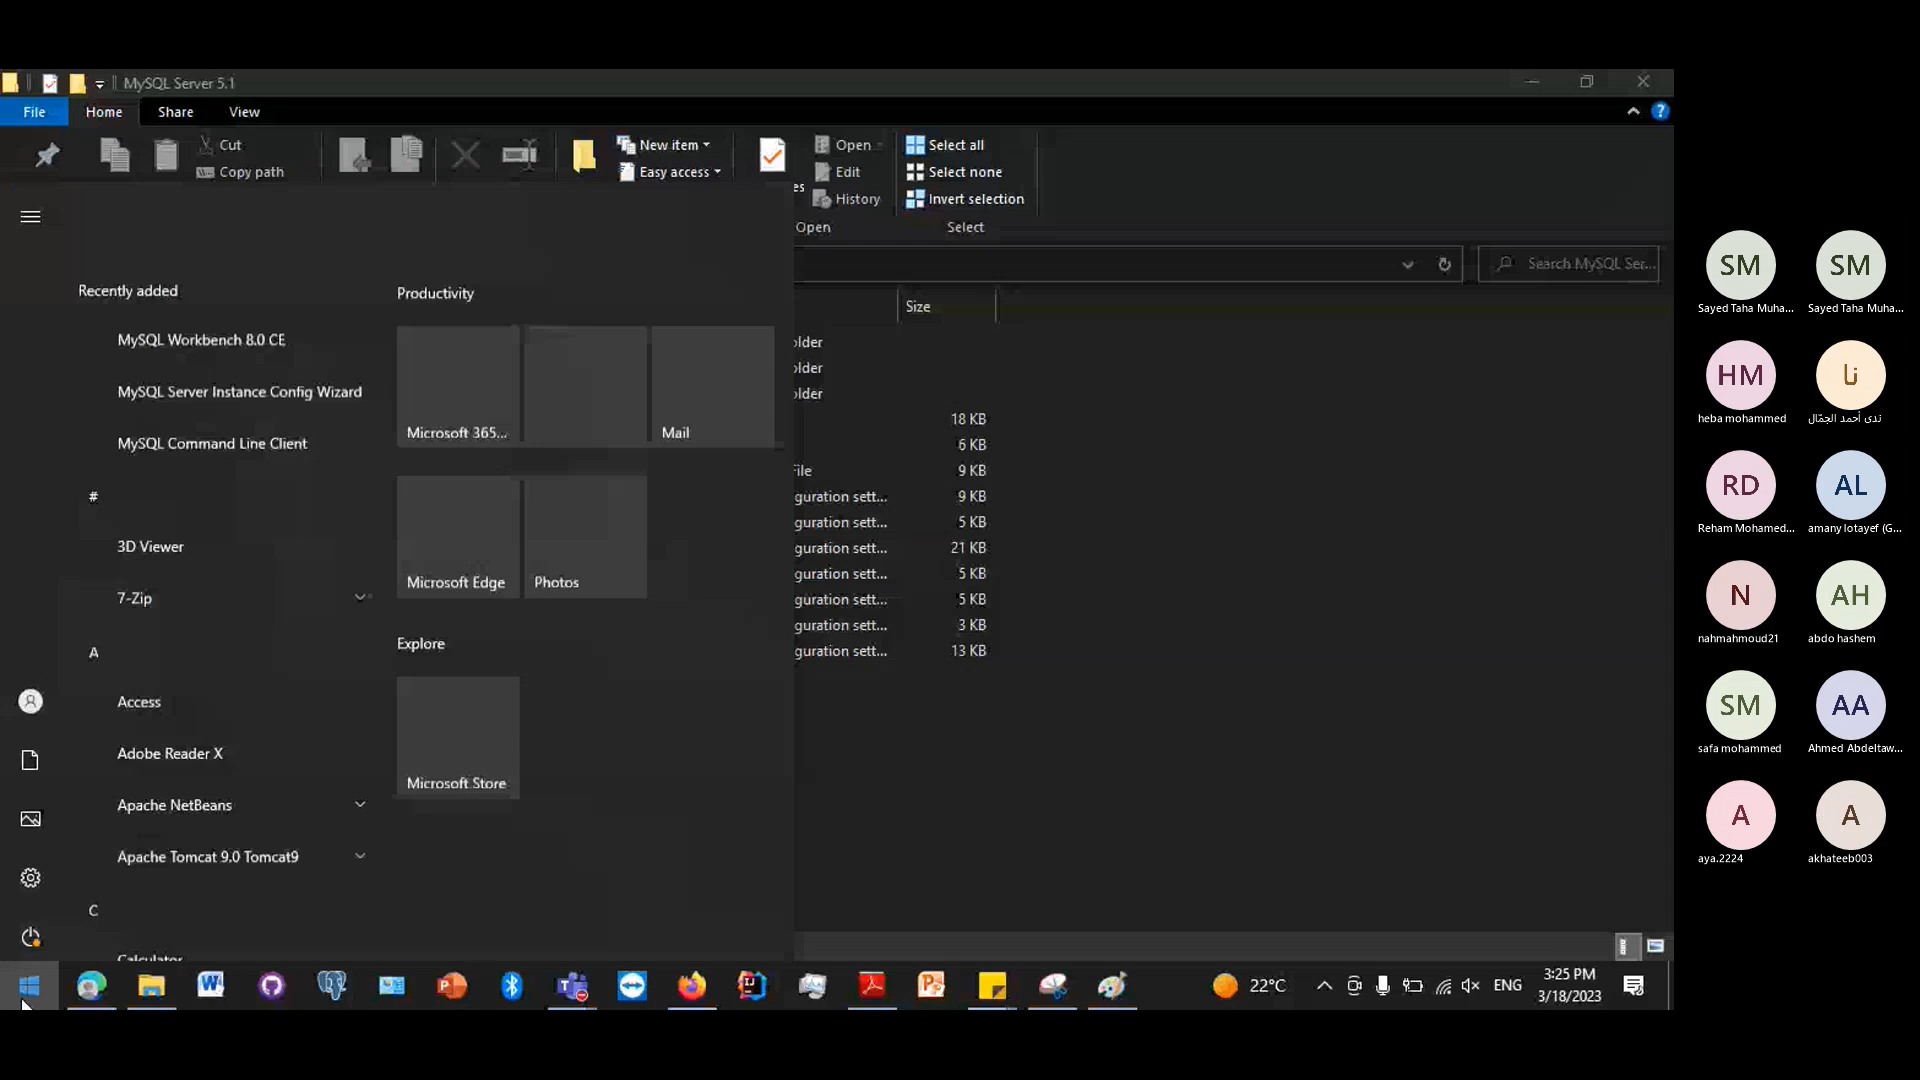 MySQL Server 5.1
File
Home
Share
View
Cut
Copy path
New item
Easy access
Open
Edit
History
Select all
Select none
Invert selection
es
Open
Select
Search MySQL Ser...
Size
Recently added
Productivity
MySQL Workbench 8.0 CE
MySQL Server Instance Config Wizard
MySQL Command Line Client
Microsoft 365...
Mail
#
3D Viewer
7-Zip
Microsoft Edge
Photos
A
Explore
Access
Adobe Reader X
Apache NetBeans
Apache Tomcat 9.0 Tomcat9
Microsoft Store
C
Calculator
older
older
older
18 KB
6 KB
File 9 KB
guration sett... 9 KB
guration sett... 5 KB
guration sett... 21 KB
guration sett... 5 KB
guration sett... 5 KB
guration sett... 3 KB
guration sett... 13 KB
22°C
ENG
3:25 PM
3/18/2023
SM
Sayed Taha Muha...
SM
Sayed Taha Muha...
HM
heba mohammed
نا
ندى أحمد الجمّال
RD
Reham Mohamed...
AL
amany lotayef (G...
N
nahmahmoud21
AH
abdo hashem
SM
safa mohammed
AA
Ahmed Abdeltaw...
A
aya.2224
A
akhateeb003